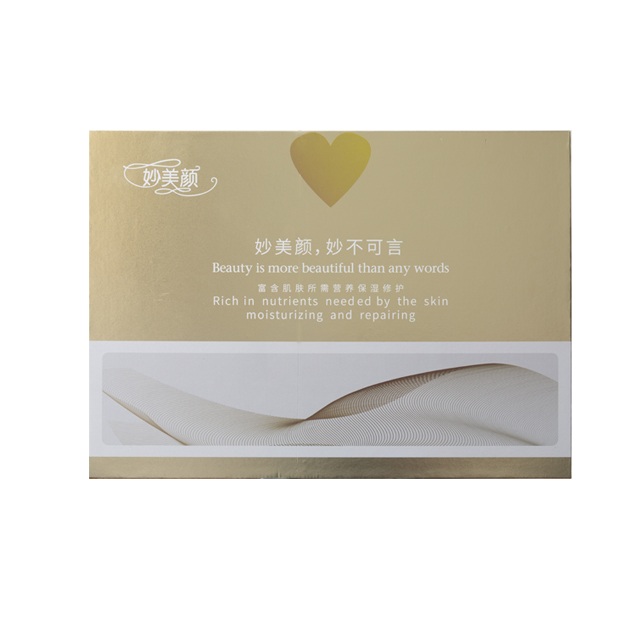 妙美颜
妙美颜，妙不可言
Beauty is more beautiful than any words
富含肌肤所需营养保湿修护
Rich in nutrients needed by the skin
moisturizing and repairing